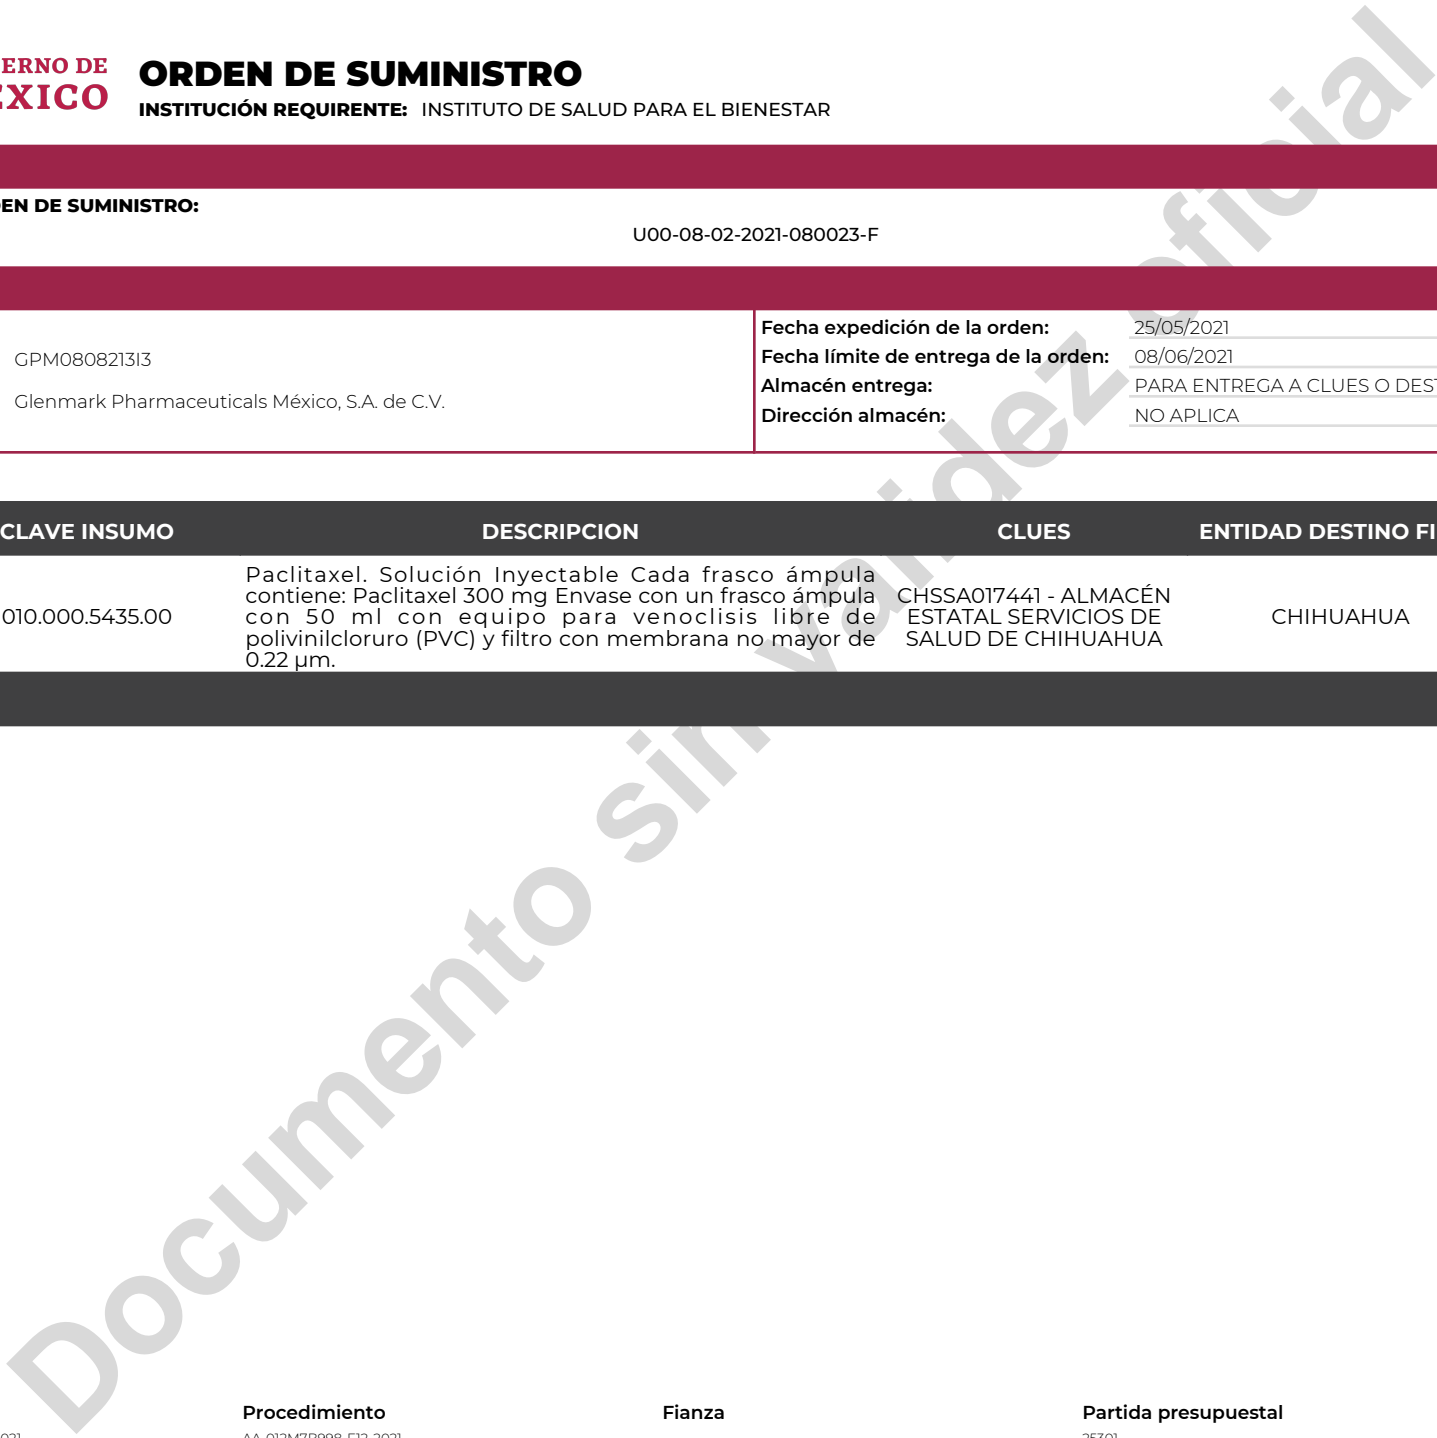 ERNO DE
ÉXICO
ORDEN DE SUMINISTRO
INSTITUCIÓN REQUIRENTE: INSTITUTO DE SALUD PARA EL BIENESTAR
EN DE SUMINISTRO:
U00-08-02-2021-080023-F
GPM0808213I3
Glenmark Pharmaceuticals México, S.A. de C.V.
Fecha expedición de la orden: 25/05/2021
Fecha límite de entrega de la orden: 08/06/2021
Almacén entrega: PARA ENTREGA A CLUES O DEST
Dirección almacén: NO APLICA
CLAVE INSUMO DESCRIPCION CLUES ENTIDAD DESTINO FI
010.000.5435.00
Paclitaxel. Solución Inyectable Cada frasco ámpula
contiene: Paclitaxel 300 mg Envase con un frasco ámpula
con 50 ml con equipo para venoclisis libre de
polivinilcloruro (PVC) y filtro con membrana no mayor de
0.22 µm.
CHSSA017441 - ALMACÉN
ESTATAL SERVICIOS DE
SALUD DE CHIHUAHUA
CHIHUAHUA
Documento sin validez oficial
Procedimiento Fianza Partida presupuestal